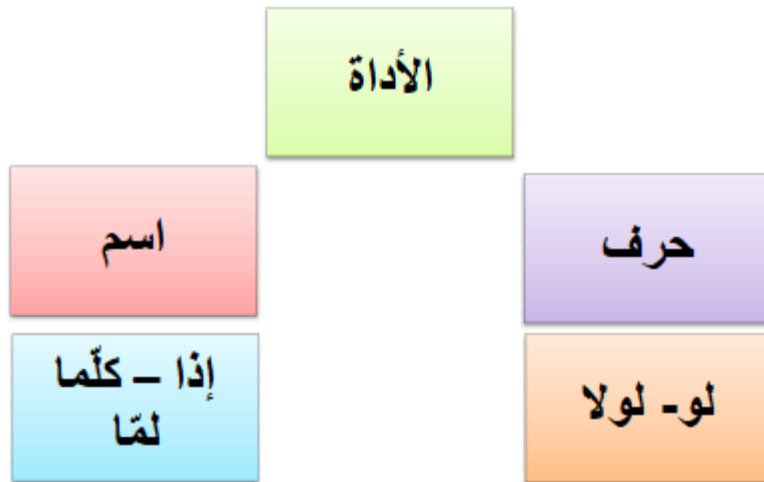 الأداة
حرف
اسم
لو- لولا
إذا – كلّما
لمّا